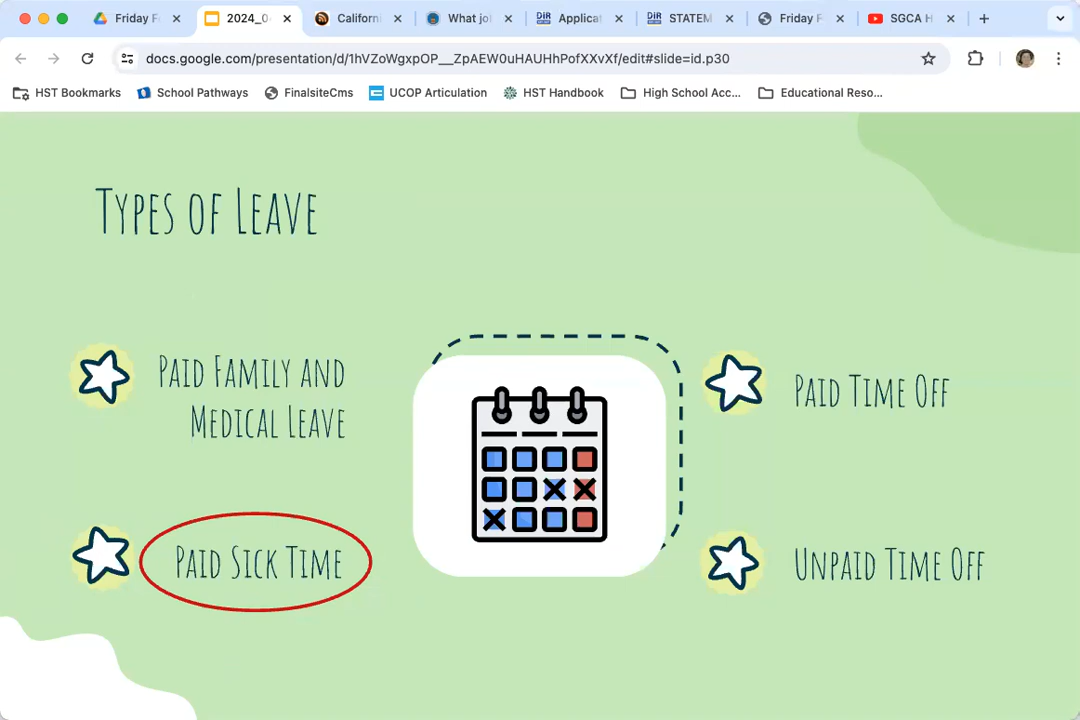 Friday F
2024_0
Californi
What jo
Applicat
STATEM
Friday F
SGCA H
docs.google.com/presentation/d/1hVZoWgxpOP__ZpAEW0uHAUHhPofXXvXf/edit#slide=id.p30
HST Bookmarks
School Pathways
FinalsiteCms
UCOP Articulation
HST Handbook
High School Acc...
Educational Reso...
Types of Leave
Paid Family and
Medical Leave
Paid Sick Time
Paid Time Off
Unpaid Time Off